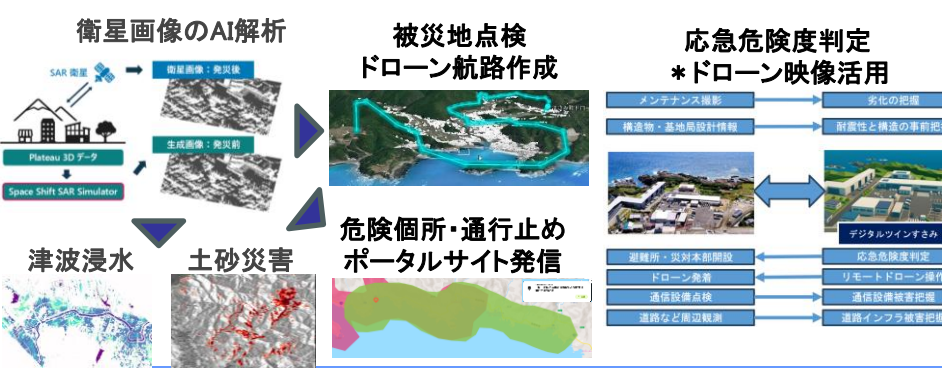 衛星画像のAI解析
SAR 衛星
衛星画像：発災後
生成画像：発災前
Plateau 3D データ
Space Shift SAR Simulator
津波浸水
土砂災害
被災地点検
ドローン航路作成
危険個所・通行止め
ポータルサイト発信
応急危険度判定
*ドローン映像活用
メンテナンス撮影
劣化の把握
構造物・基地局設計情報
耐震性と構造の事前把
デジタルツインすさみ
避難所・災対本部開設
応急危険度判定
ドローン発着
リモートドローン操作
通信設備点検
通信設備被害把握
道路など周辺観測
道路インフラ被害把握